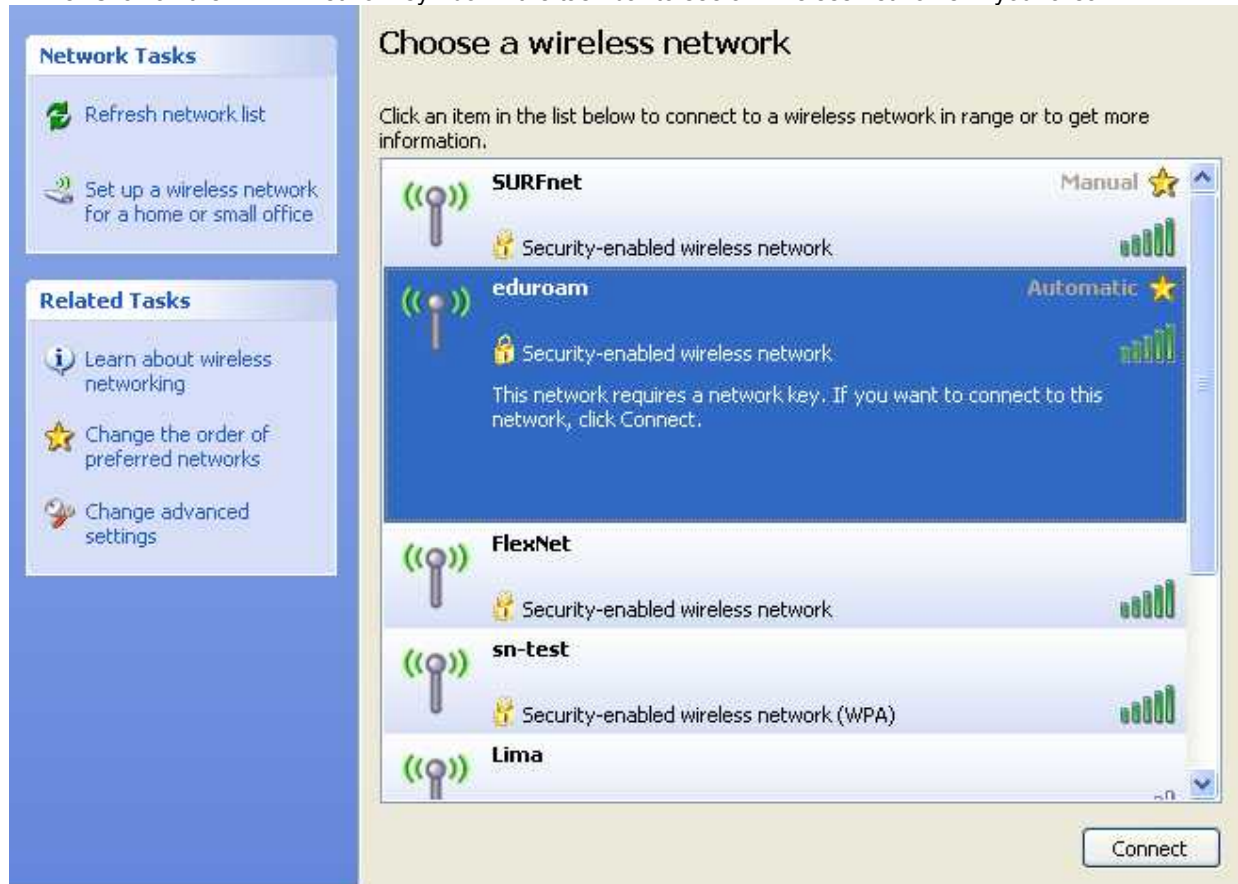 Network Tasks
Refresh network list
Set up a wireless network
for a home or small office
Related Tasks
Learn about wireless
networking
Change the order of
preferred networks
Change advanced
settings
Choose a wireless network
Click an item in the list below to connect to a wireless network in range or to get more
information.
SURFnet
Manual
Security-enabled wireless network
eduroam
Automatic
Security-enabled wireless network
This network requires a network key. If you want to connect to this
network, click Connect.
FlexNet
Security-enabled wireless network
sn-test
Security-enabled wireless network (WPA)
Lima
Connect